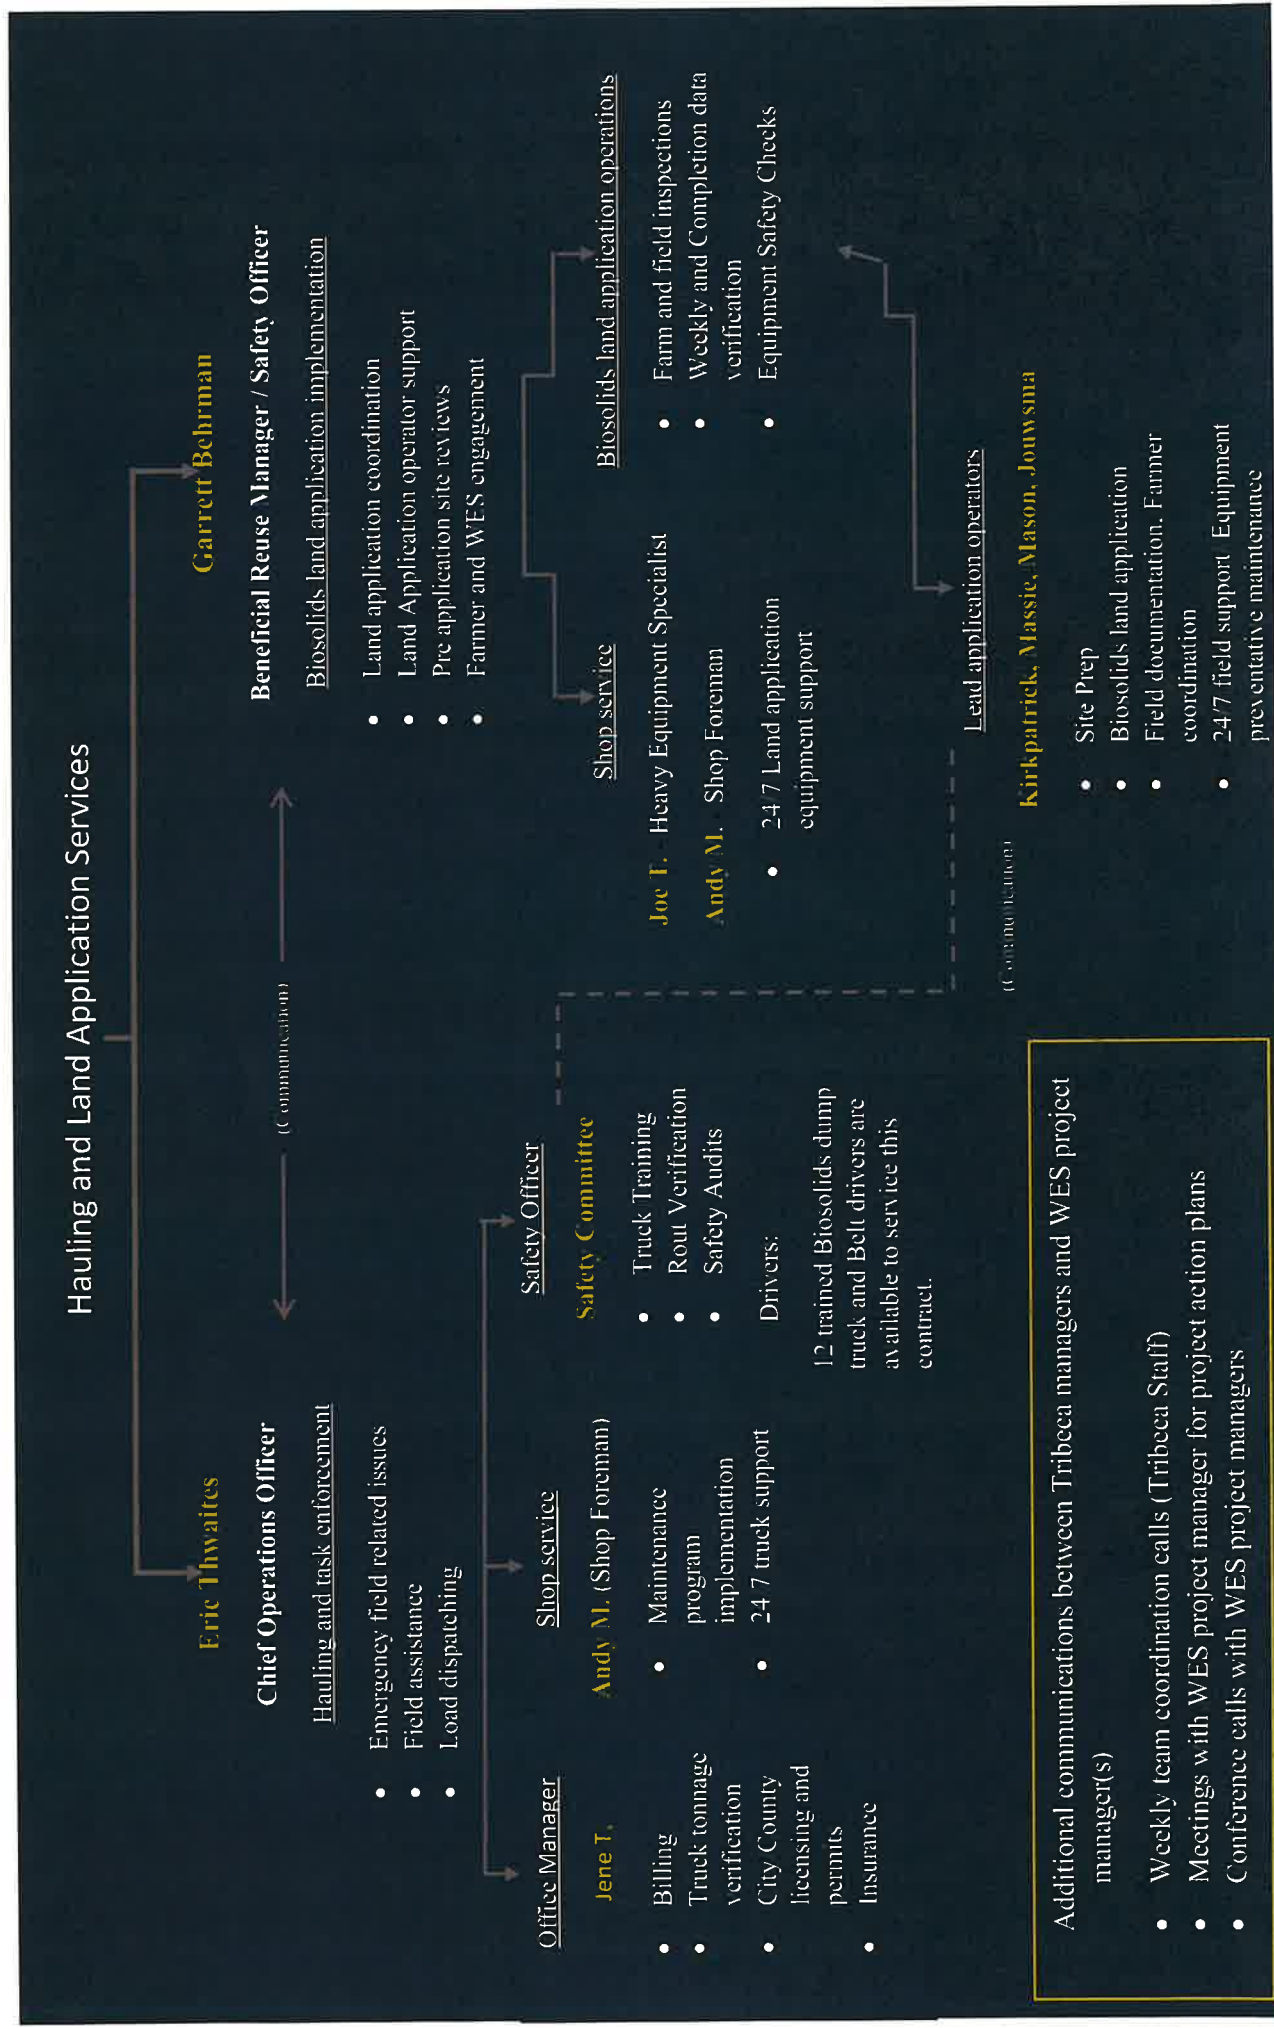 Hauling and Land Application Services
Eric Thwaites
Chief Operations Officer
Hauling and task enforcement
• Emergency field related issues
• Field assistance
• Load dispatching
(Communication)
Garrett Behrman
Beneficial Reuse Manager / Safety Officer
Biosolids land application implementation
• Land application coordination
• Land Application operator support
• Pre application site reviews
• Farmer and WES engagement
Office Manager
Jene T.
• Billing
• Truck tonnage
verification
• City County
licensing and
permits
• Insurance
Shop service
Andy M. (Shop Foreman)
• Maintenance
program
implementation
• 24 7 truck support
Safety Officer
Safety Committee
• Truck Training
• Rout Verification
• Safety Audits
Drivers:
12 trained Biosolids dump
truck and Belt drivers are
available to service this
contract.
Shop service
Joe T. - Heavy Equipment Specialist
Andy M. - Shop Foreman
• 24/7 Land application
equipment support
Biosolids land application operations
• Farm and field inspections
• Weekly and Completion data
verification
• Equipment Safety Checks
Lead application operators
(Communication)
Kirkpatrick, Massie, Mason, Jouwsma
• Site Prep
• Biosolids land application
• Field documentation. Farmer
coordination
• 24/7 field support Equipment
preventative maintenance
Additional communications between Tribeca managers and WES project
manager(s)
• Weekly team coordination calls (Tribeca Staff)
• Meetings with WES project manager for project action plans
• Conference calls with WES project managers